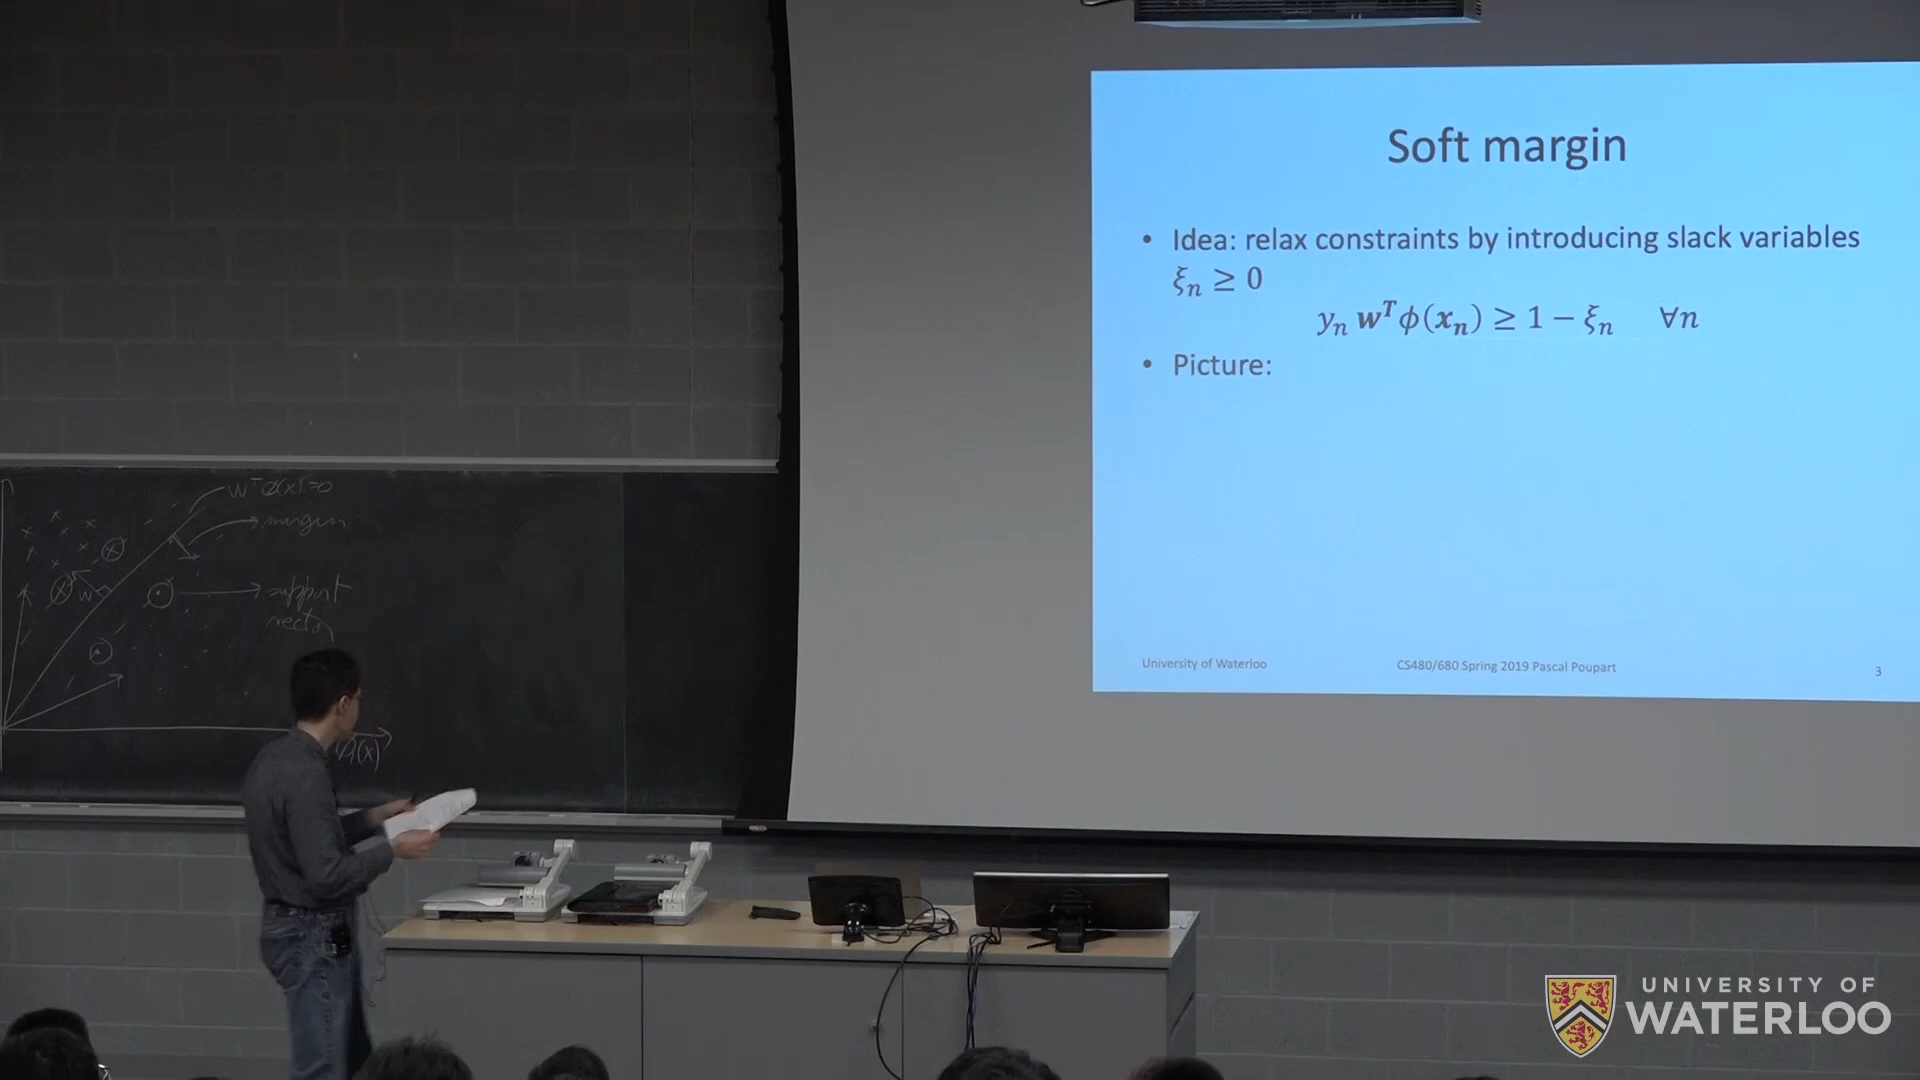 Soft margin
• Idea: relax constraints by introducing slack variables
ξₙ ≥ 0
yₙ wᵀϕ(xₙ) ≥ 1 − ξₙ ∀n
• Picture:
University of Waterloo
CS480/680 Spring 2019 Pascal Poupart
3
wᵀϕ(x)=0
margin
support
vector
w
ϕ₁(x)
UNIVERSITY OF
WATERLOO